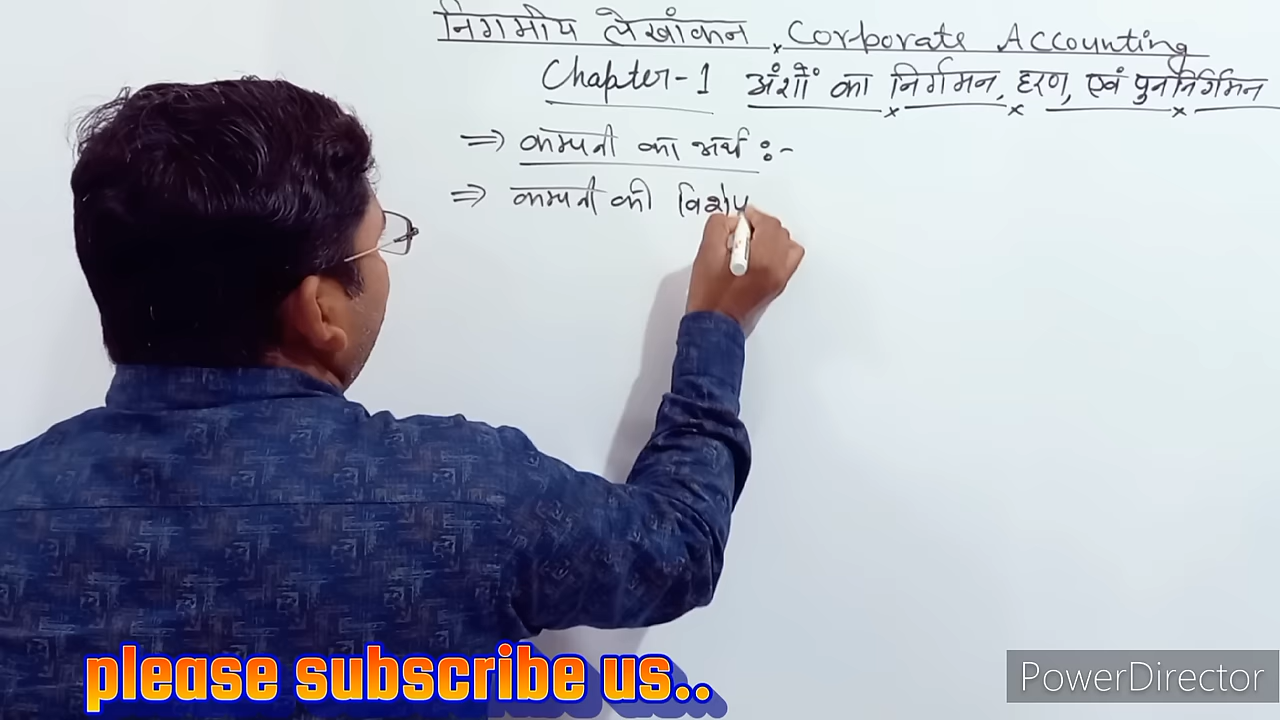 निगमीय लेखांकन Corporate Accounting
Chapter-1 अंशों का निर्गमन, हरण, एवं पुनर्निर्गमन
⇒ कम्पनी का अर्थ :-
⇒ कम्पनी की
please subscribe us..
PowerDirector